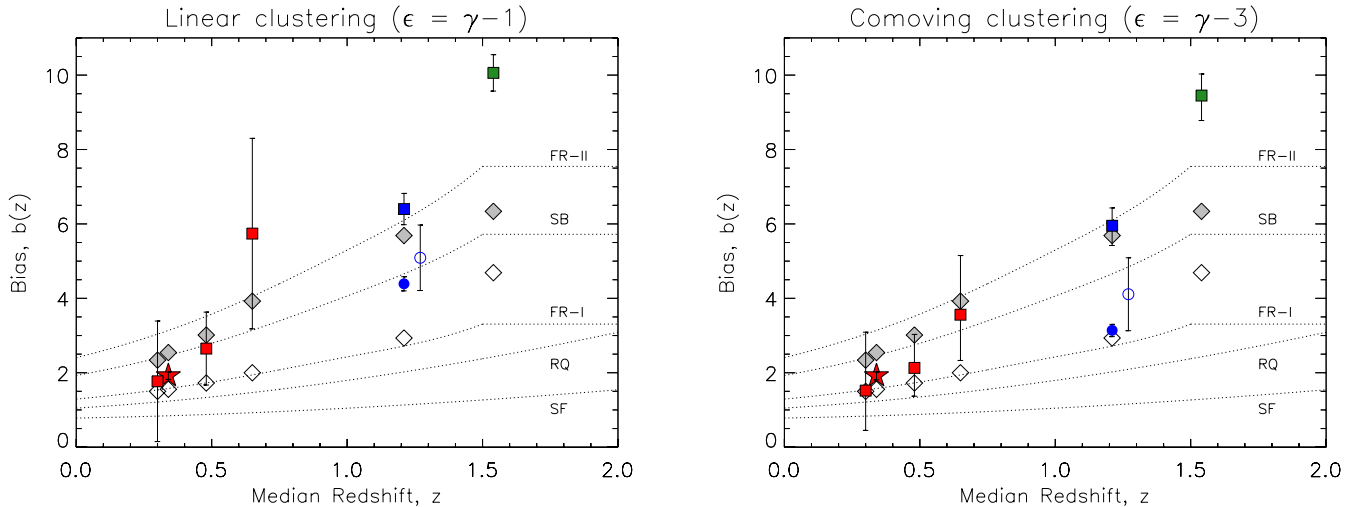 Linear clustering (ϵ = γ−1)
Bias, b(z)
10
8
6
4
2
0
FR−II
SB
FR−I
RQ
SF
0.0 0.5 1.0 1.5 2.0
Median Redshift, z
Comoving clustering (ϵ = γ−3)
Bias, b(z)
10
8
6
4
2
0
FR−II
SB
FR−I
RQ
SF
0.0 0.5 1.0 1.5 2.0
Median Redshift, z